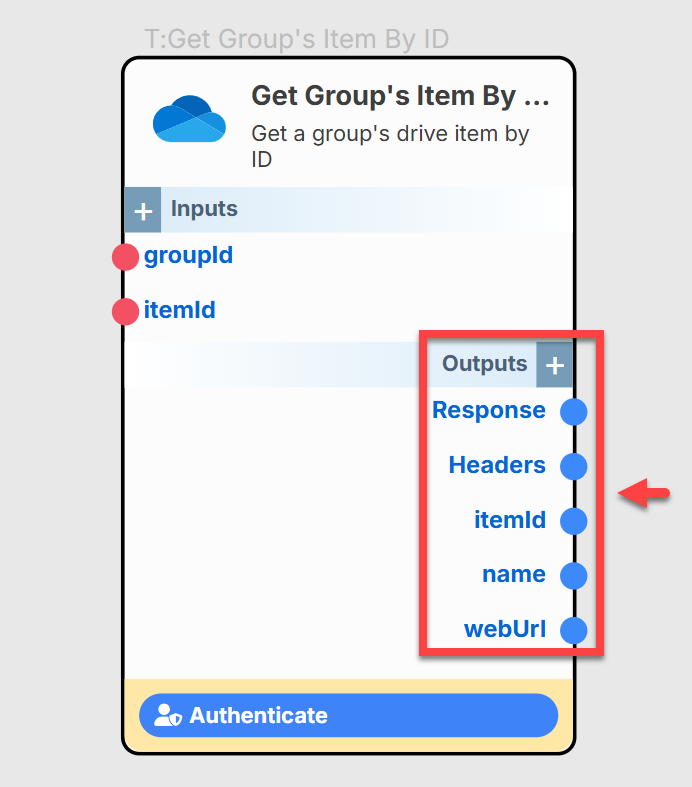 T:Get Group's Item By ID
Get Group's Item By ...
Get a group's drive item by
ID
+ Inputs
groupId
itemId
Outputs +
Response
Headers
itemId
name
webUrl
Authenticate